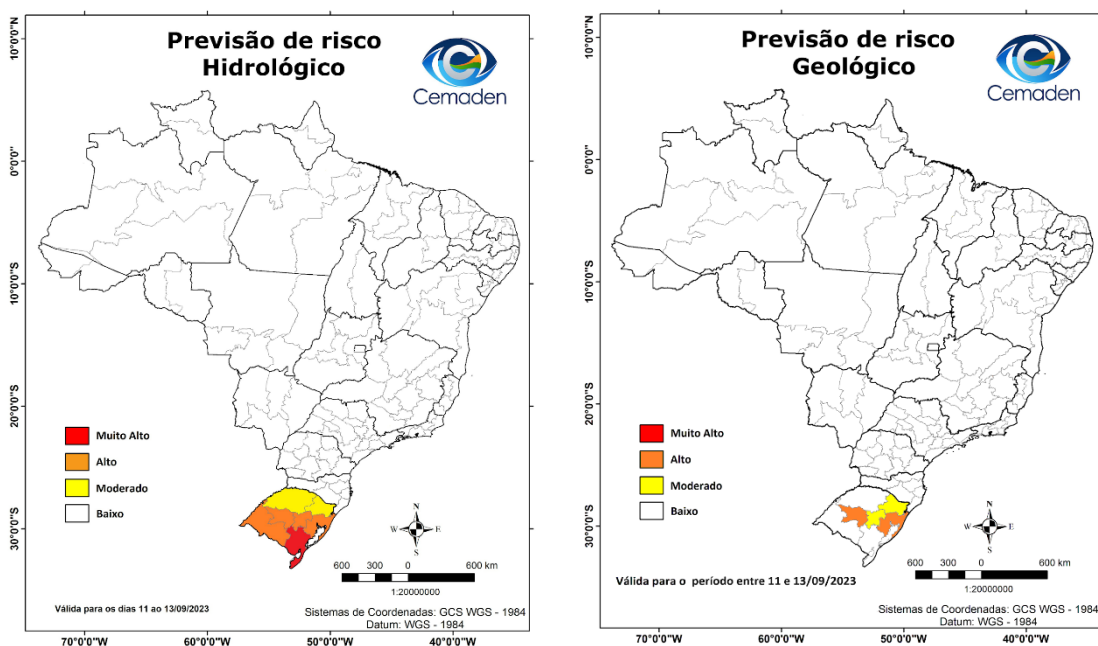 Previsão de risco
Hidrológico
Cemaden
10°0'0"N
0°0'0"
10°0'0"S
20°0'0"S
30°0'0"S
Muito Alto
Alto
Moderado
Baixo
N
W E
S
600 300 0 600 km
1:20000000
Válida para os dias 11 ao 13/09/2023
Sistemas de Coordenadas: GCS WGS - 1984
Datum: WGS - 1984
70°0'0"W 60°0'0"W 50°0'0"W 40°0'0"W
Previsão de risco
Geológico
Cemaden
10°0'0"N
0°0'0"
10°0'0"S
20°0'0"S
30°0'0"S
Muito Alto
Alto
Moderado
Baixo
N
W E
S
600 300 0 600 km
1:20000000
Válida para o período entre 11 e 13/09/2023
Sistemas de Coordenadas: GCS WGS - 1984
Datum: WGS - 1984
70°0'0"W 60°0'0"W 50°0'0"W 40°0'0"W